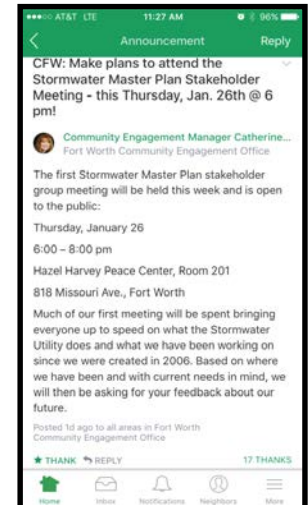 AT&T LTE 11:27 AM 96%
Announcement Reply
CFW: Make plans to attend the
Stormwater Master Plan Stakeholder
Meeting - this Thursday, Jan. 26th @ 6
pm!
Community Engagement Manager Catherine...
Fort Worth Community Engagement Office
The first Stormwater Master Plan stakeholder
group meeting will be held this week and is open
to the public:
Thursday, January 26
6:00 – 8:00 pm
Hazel Harvey Peace Center, Room 201
818 Missouri Ave., Fort Worth
Much of our first meeting will be spent bringing
everyone up to speed on what the Stormwater
Utility does and what we have been working on
since we were created in 2006. Based on where
we have been and with current needs in mind, we
will then be asking for your feedback about our
future.
Posted 1d ago to all areas in Fort Worth
Community Engagement Office
THANK REPLY 17 THANKS
Home Inbox Notifications Neighbors More